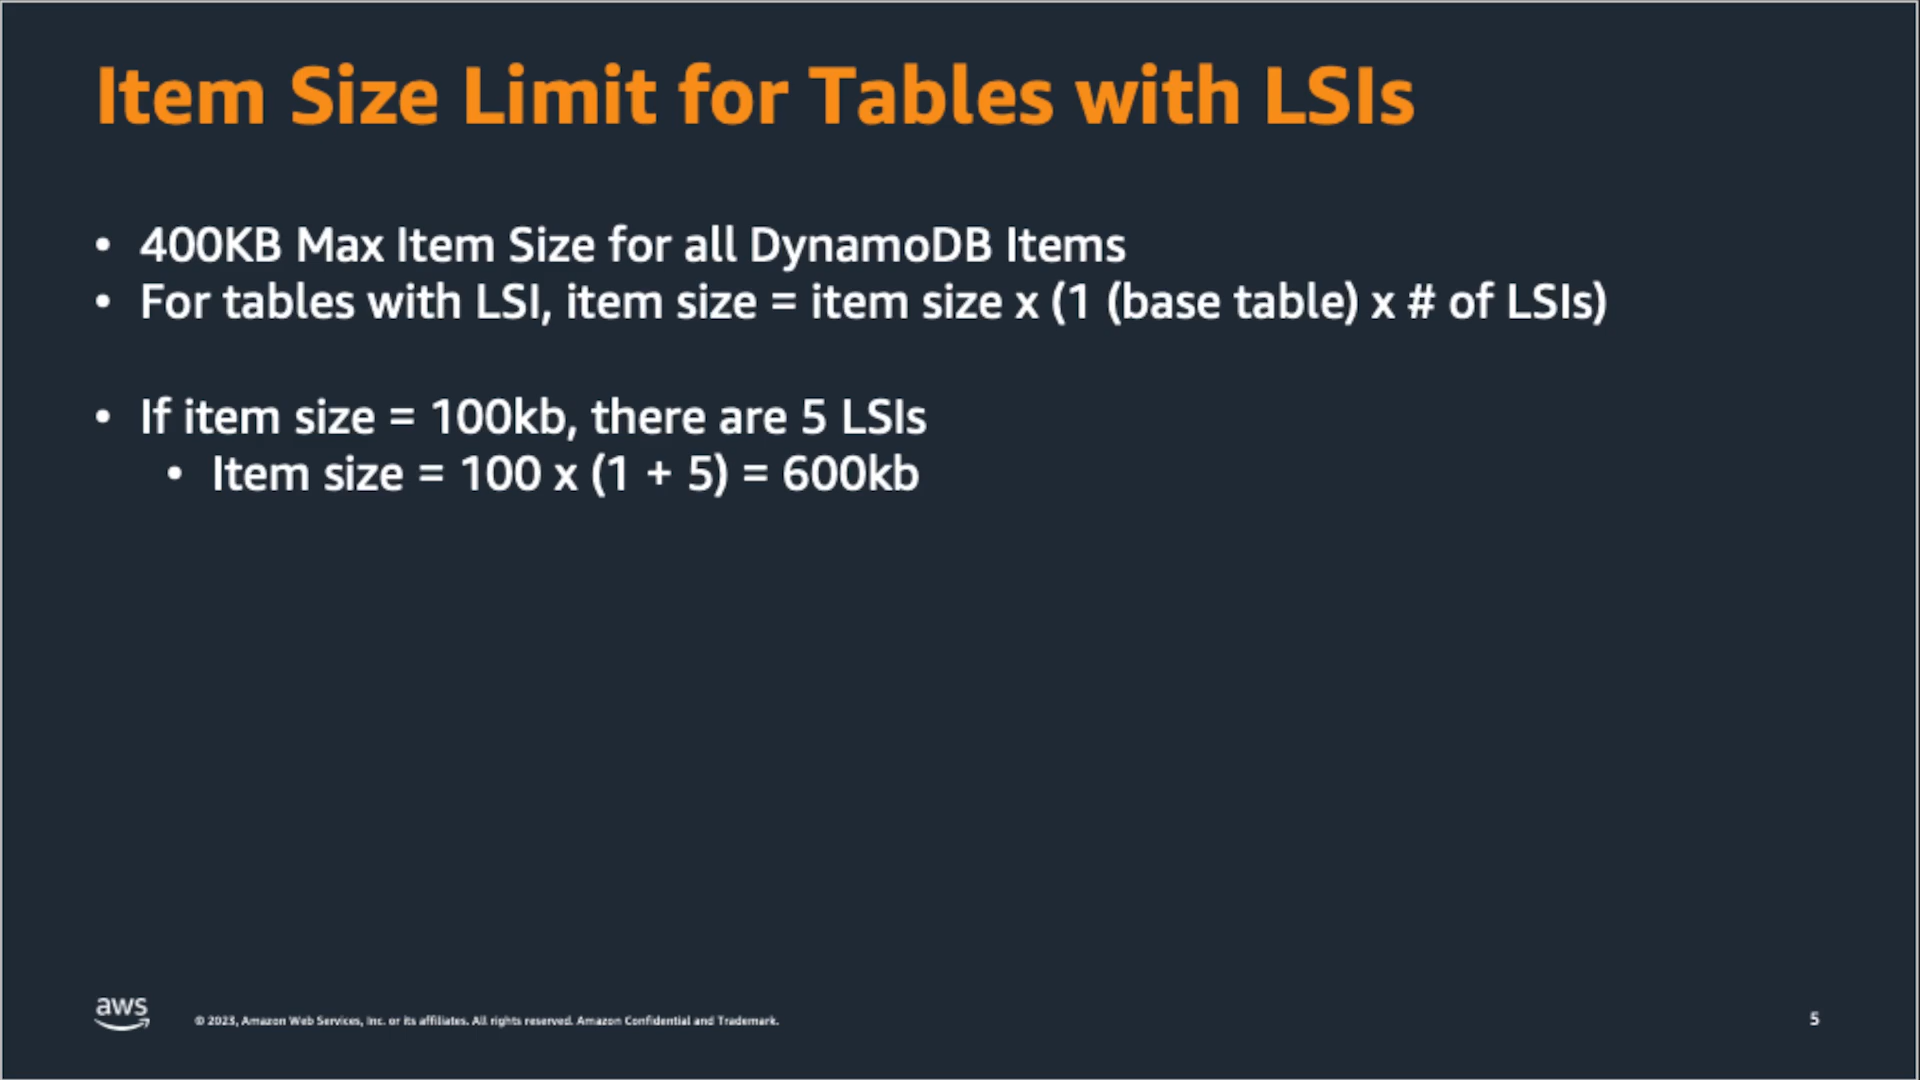 Item Size Limit for Tables with LSIs
• 400KB Max Item Size for all DynamoDB Items
• For tables with LSI, item size = item size x (1 (base table) x # of LSIs)
• If item size = 100kb, there are 5 LSIs
• Item size = 100 x (1 + 5) = 600kb
aws
© 2023, Amazon Web Services, Inc. or its affiliates. All rights reserved. Amazon Confidential and Trademark.
5